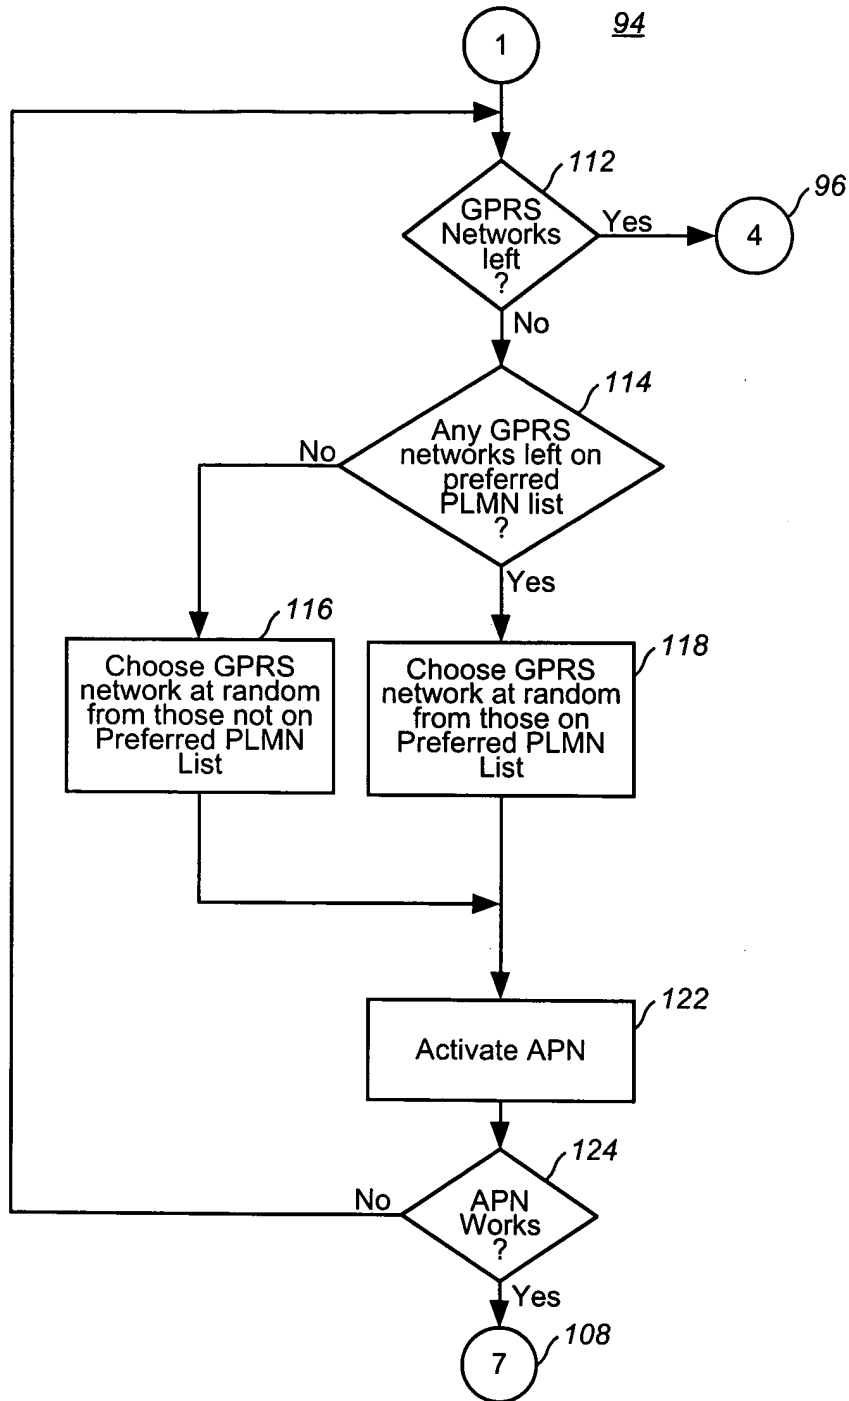 94
1
112
GPRS
Networks
left
?
Yes
4
96
No
114
Any GPRS
networks left on
preferred
PLMN list
?
No
Yes
116
Choose GPRS
network at random
from those not on
Preferred PLMN
List
118
Choose GPRS
network at random
from those on
Preferred PLMN
List
122
Activate APN
124
APN
Works
?
No
Yes
7
108